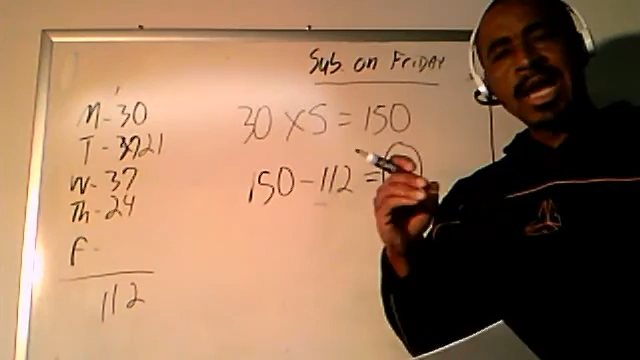 Sub. on Friday
M - 30
T - 21
W - 37
Th - 24
F -
112
30 x 5 = 150
150 - 112 =